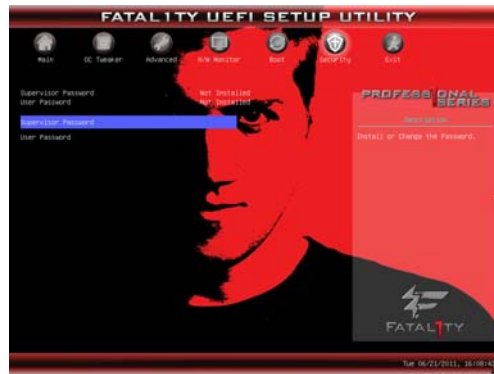 FATAL1TY UEFI SETUP UTILITY
Main OC Tweaker Advanced H/W Monitor Boot Security Exit
Supervisor Password Not Installed
User Password Not Installed
Supervisor Password
User Password
PROFESSIONAL
SERIES
Description
Install or Change the Password.
FATAL1TY
Tue 06/21/2011, 16:08:47